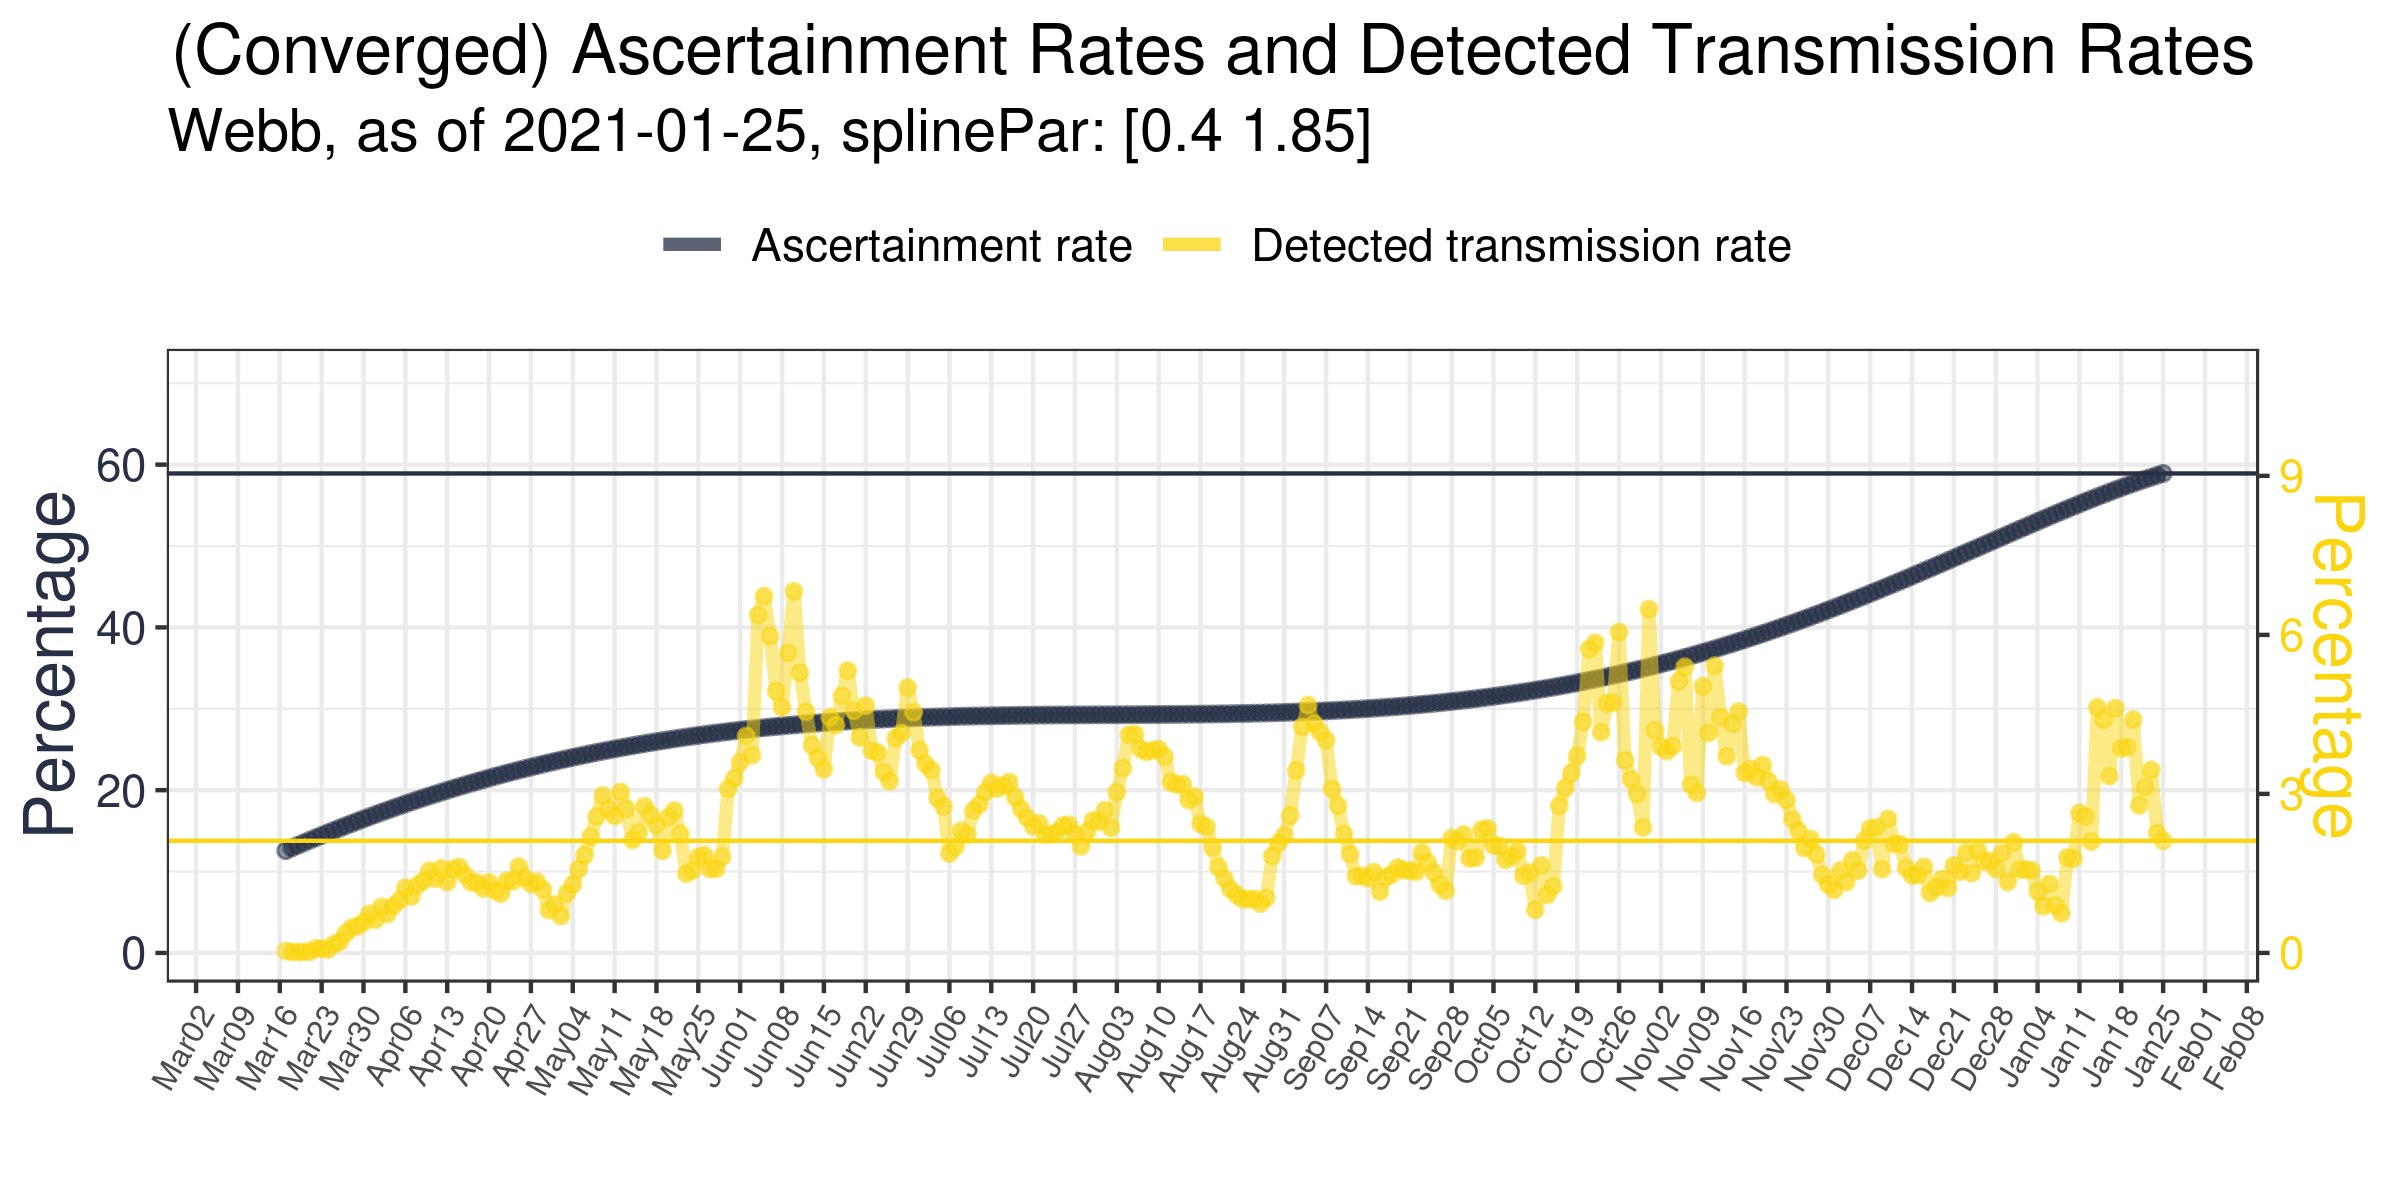 (Converged) Ascertainment Rates and Detected Transmission Rates
Webb, as of 2021-01-25, splinePar: [0.4 1.85]
Ascertainment rate Detected transmission rate
Percentage
60
40
20
0
9
6
3
0
Percentage
Mar02 Mar09 Mar16 Mar23 Mar30 Apr06 Apr13 Apr20 Apr27 May04 May11 May18 May25 Jun01 Jun08 Jun15 Jun22 Jun29 Jul06 Jul13 Jul20 Jul27 Aug03 Aug10 Aug17 Aug24 Aug31 Sep07 Sep14 Sep21 Sep28 Oct05 Oct12 Oct19 Oct26 Nov02 Nov09 Nov16 Nov23 Nov30 Dec07 Dec14 Dec21 Dec28 Jan04 Jan11 Jan18 Jan25 Feb01 Feb08